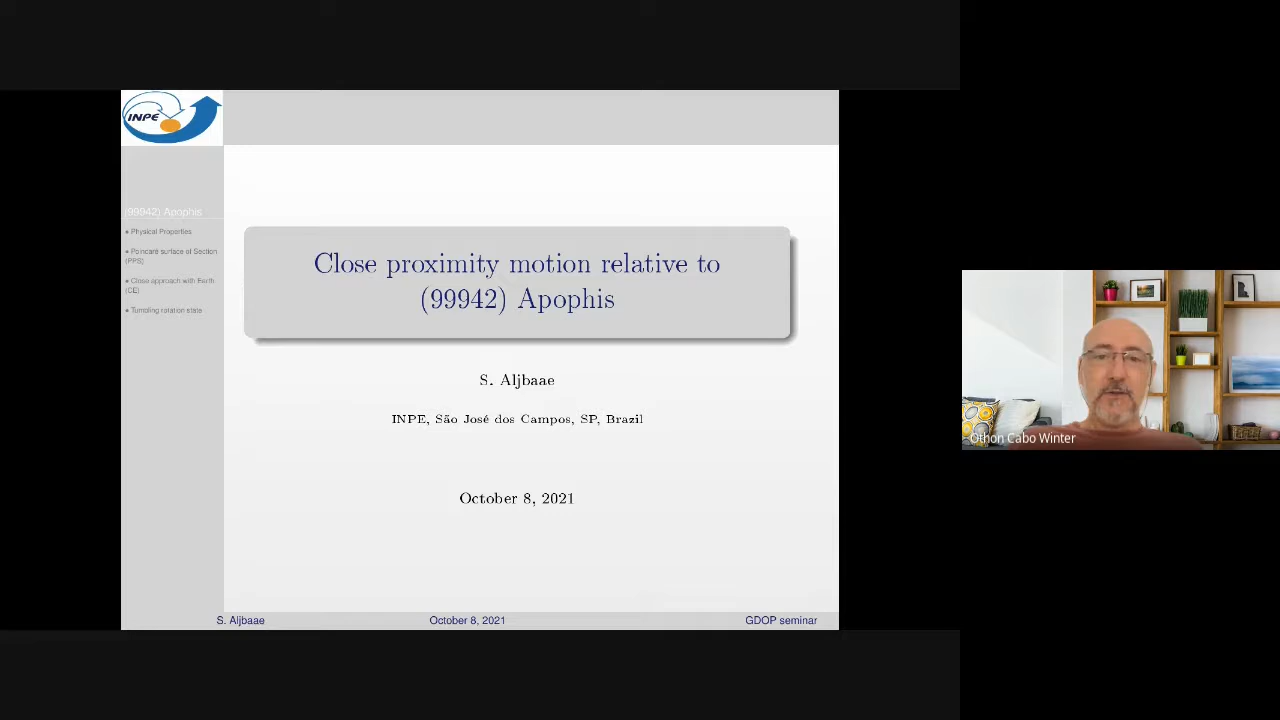 INPE
(99942) Apophis
• Physical Properties
• Poincaré surface of Section
(PPS)
• Close approach with Earth
(CE)
• Tumpling rotation state
Close proximity motion relative to
(99942) Apophis
S. Aljbaae
INPE, São José dos Campos, SP, Brazil
October 8, 2021
S. Aljbaae October 8, 2021 GDOP seminar
Othon Cabo Winter